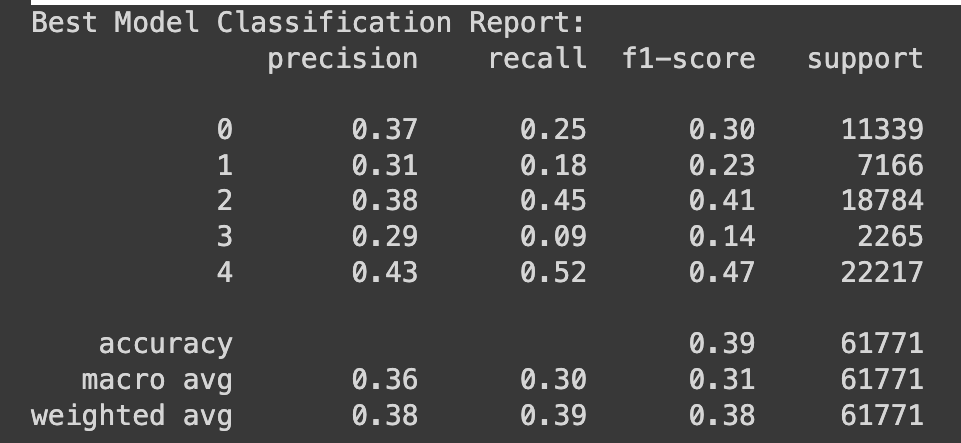 Best Model Classification Report:
precision recall f1-score support
0 0.37 0.25 0.30 11339
1 0.31 0.18 0.23 7166
2 0.38 0.45 0.41 18784
3 0.29 0.09 0.14 2265
4 0.43 0.52 0.47 22217
accuracy 0.39 61771
macro avg 0.36 0.30 0.31 61771
weighted avg 0.38 0.39 0.38 61771